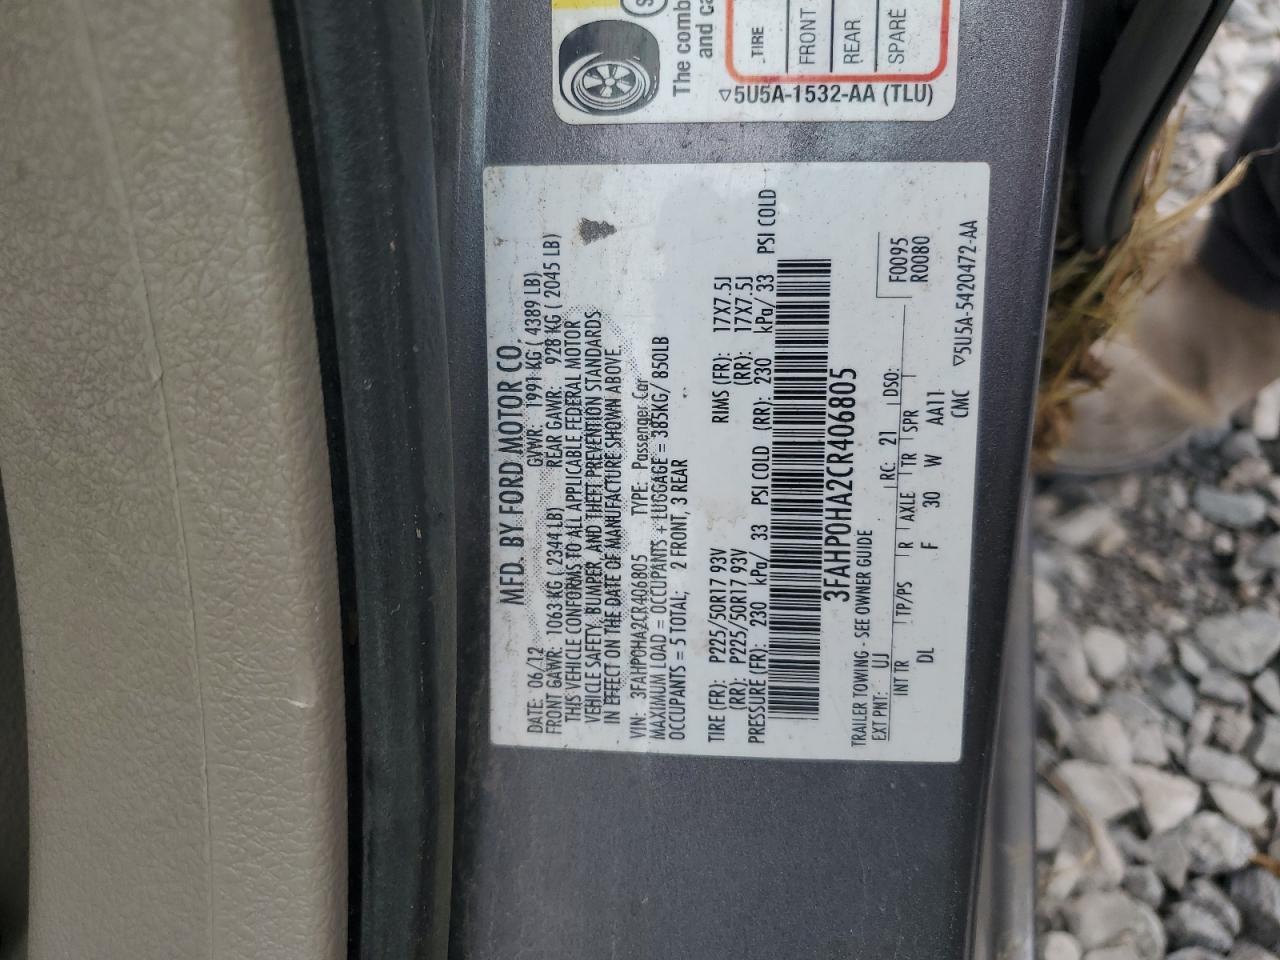 The comb
and ca
TIRE
FRONT
REAR
SPARE
5U5A-1532-AA (TLU)
MFD. BY FORD MOTOR CO.
DATE: 06/12 GVWR: 1991 KG ( 4389 LB)
FRONT GAWR: 1063 KG ( 2344 LB) REAR GAWR: 928 KG ( 2045 LB)
THIS VEHICLE CONFORMS TO ALL APPLICABLE FEDERAL MOTOR
VEHICLE SAFETY, BUMPER, AND THEFT PREVENTION STANDARDS
IN EFFECT ON THE DATE OF MANUFACTURE SHOWN ABOVE.
VIN: 3FAHP0HA2CR406805 TYPE: Passenger Car
MAXIMUM LOAD = OCCUPANTS + LUGGAGE = 385KG/ 850LB
OCCUPANTS = 5 TOTAL; 2 FRONT, 3 REAR
TIRE (FR): P225/50R17 93V RIMS (FR): 17X7.5J
(RR): P225/50R17 93V (RR): 17X7.5J
PRESSURE (FR): 230 kPa/ 33 PSI COLD (RR): 230 kPa/ 33 PSI COLD
3FAHP0HA2CR406805
TRAILER TOWING - SEE OWNER GUIDE
EXT PNT: UJ RC: 21 DSO:
F0095
R0080
INT TR TP/PS R AXLE TR SPR
DL F 30 W AA11
CMC 5U5A-5420472-AA